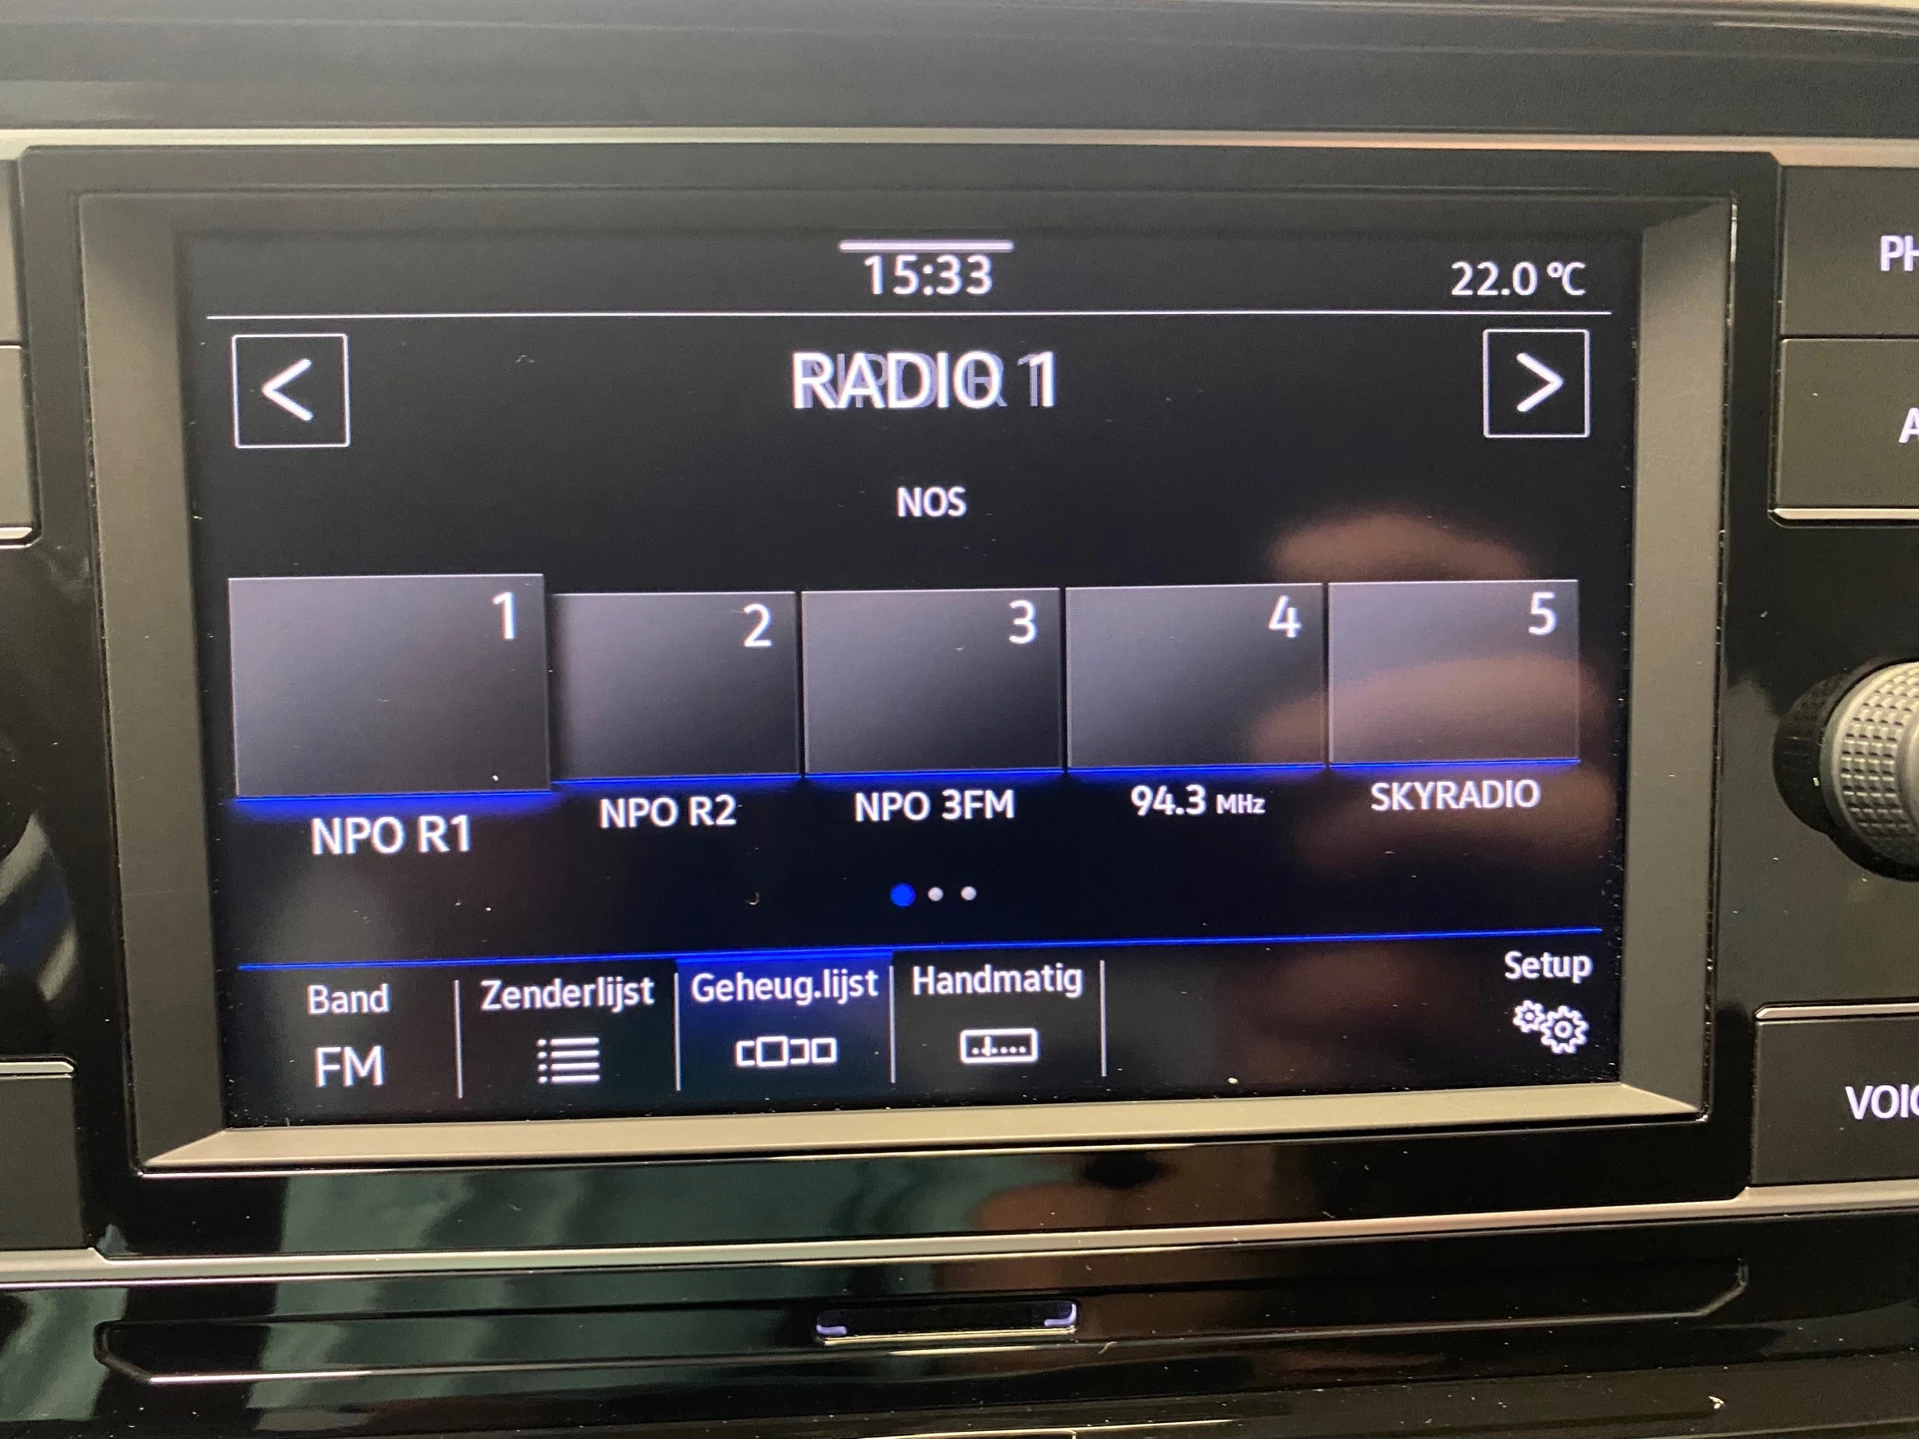 15:33
22.0 °C
<
RADIO 1
>
NOS
1
2
3
4
5
NPO R1
NPO R2
NPO 3FM
94.3 MHz
SKYRADIO
Band
Zenderlijst
Geheug.lijst
Handmatig
Setup
FM